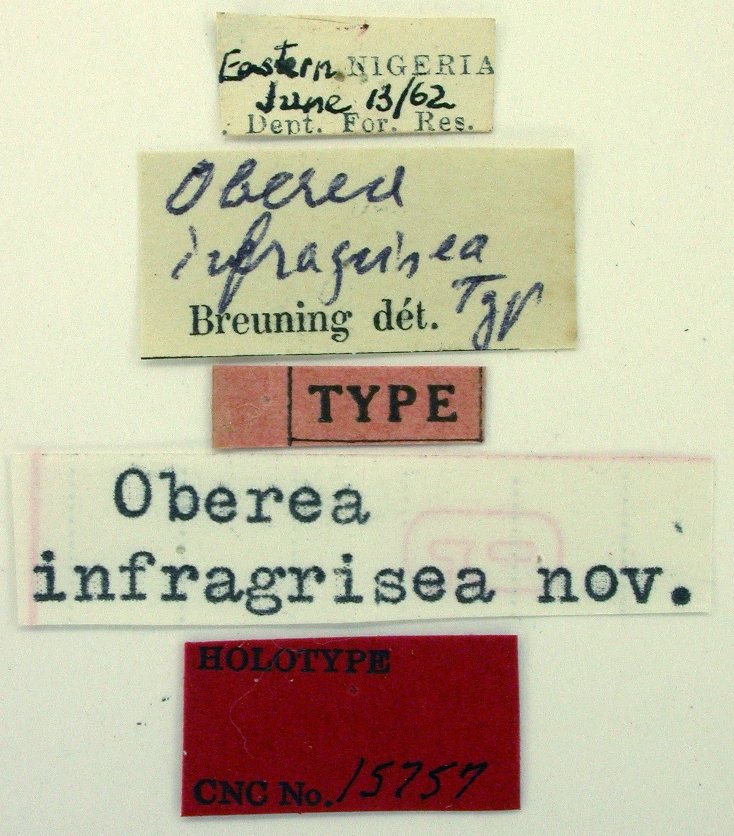 Eastern NIGERIA
June 13/62
Dept. For. Res.
Oberea
infragrisea
Typ
Breuning dét.
TYPE
Oberea
infragrisea nov.
HOLOTYPE
CNC No. 15757